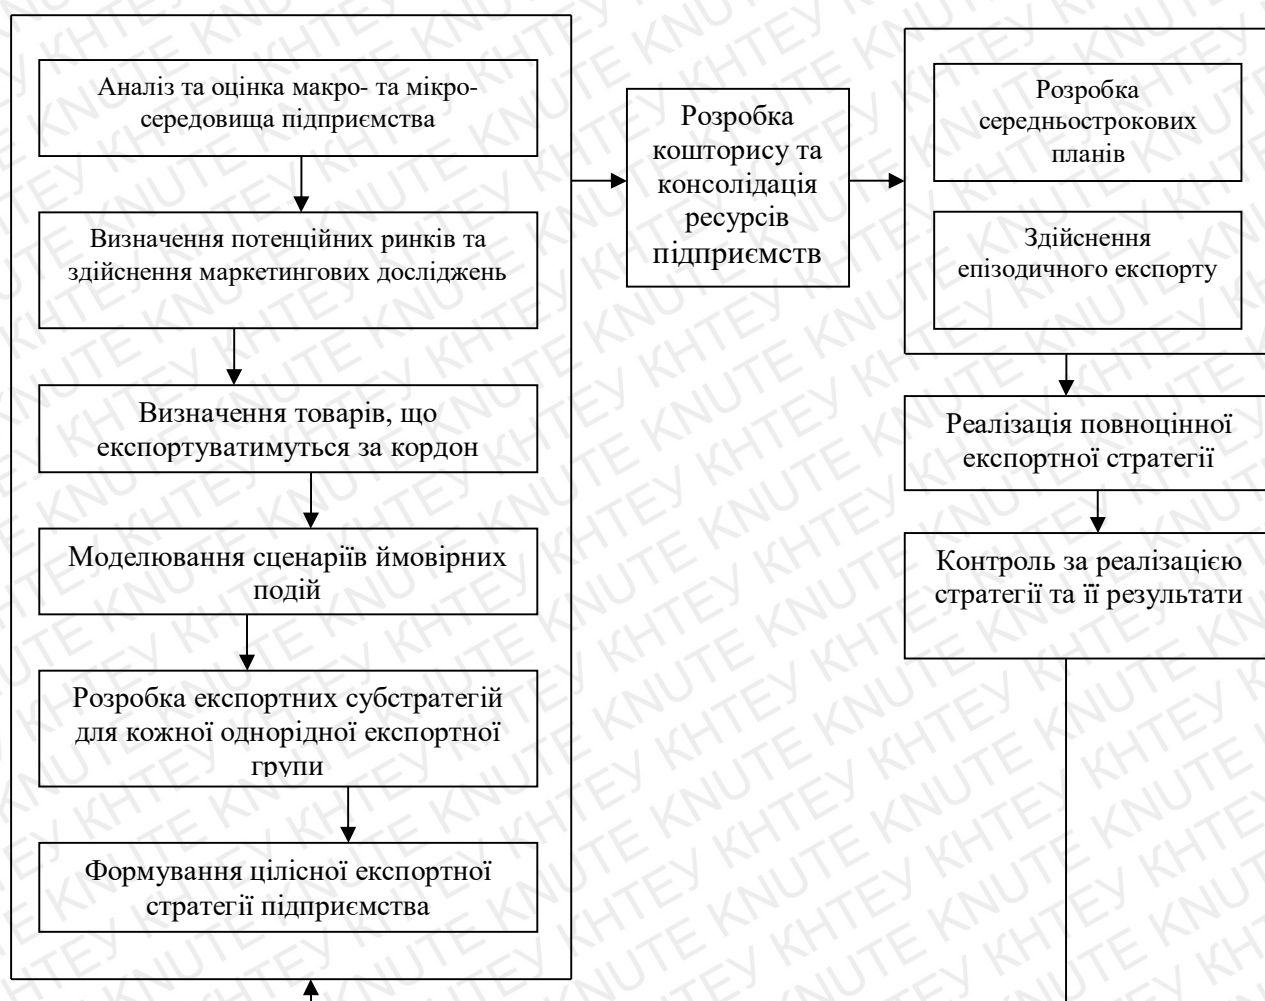 Аналіз та оцінка макро- та мікро-
середовища підприємства
Визначення потенційних ринків та
здійснення маркетингових досліджень
Визначення товарів, що
експортуватимуться за кордон
Моделювання сценаріїв ймовірних
подій
Розробка експортних субстратегій
для кожної однорідної експортної
групи
Формування цілісної експортної
стратегії підприємства
Розробка
кошторису та
консолідація
ресурсів
підприємств
Розробка
середньострокових
планів
Здійснення
епізодичного експорту
Реалізація повноцінної
експортної стратегії
Контроль за реалізацією
стратегії та її результати